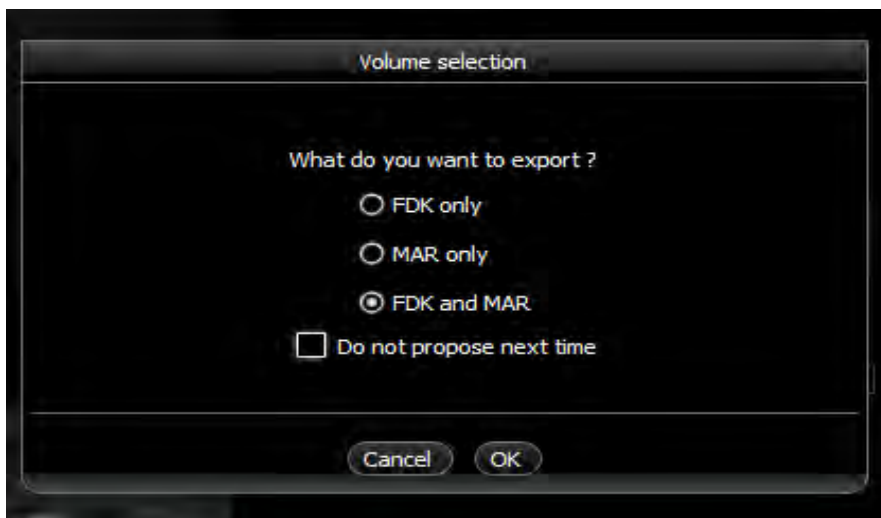 Volume selection
What do you want to export ?
FDK only
MAR only
FDK and MAR
Do not propose next time
Cancel OK